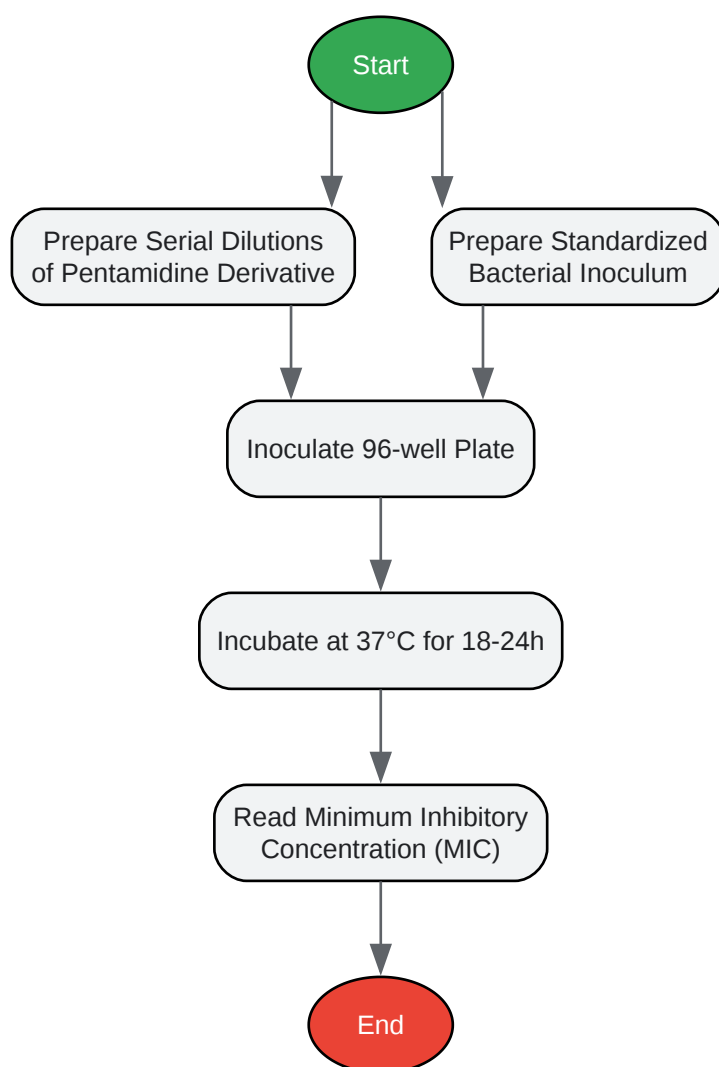 Start
Prepare Serial Dilutions
of Pentamidine Derivative
Prepare Standardized
Bacterial Inoculum
Inoculate 96-well Plate
Incubate at 37°C for 18-24h
Read Minimum Inhibitory
Concentration (MIC)
End